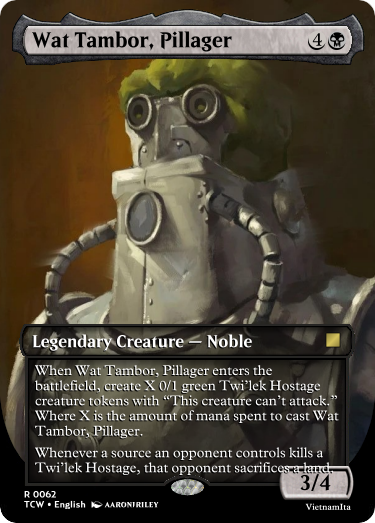 Wat Tambor, Pillager 4
Legendary Creature — Noble
When Wat Tambor, Pillager enters the
battlefield, create X 0/1 green Twi'lek Hostage
creature tokens with “This creature can't attack.”
Where X is the amount of mana spent to cast Wat
Tambor, Pillager.
Whenever a source an opponent controls kills a
Twi'lek Hostage, that opponent sacrifices a land.
3/4
R 0062
TCW • English AARONRILEY
VietnamIta